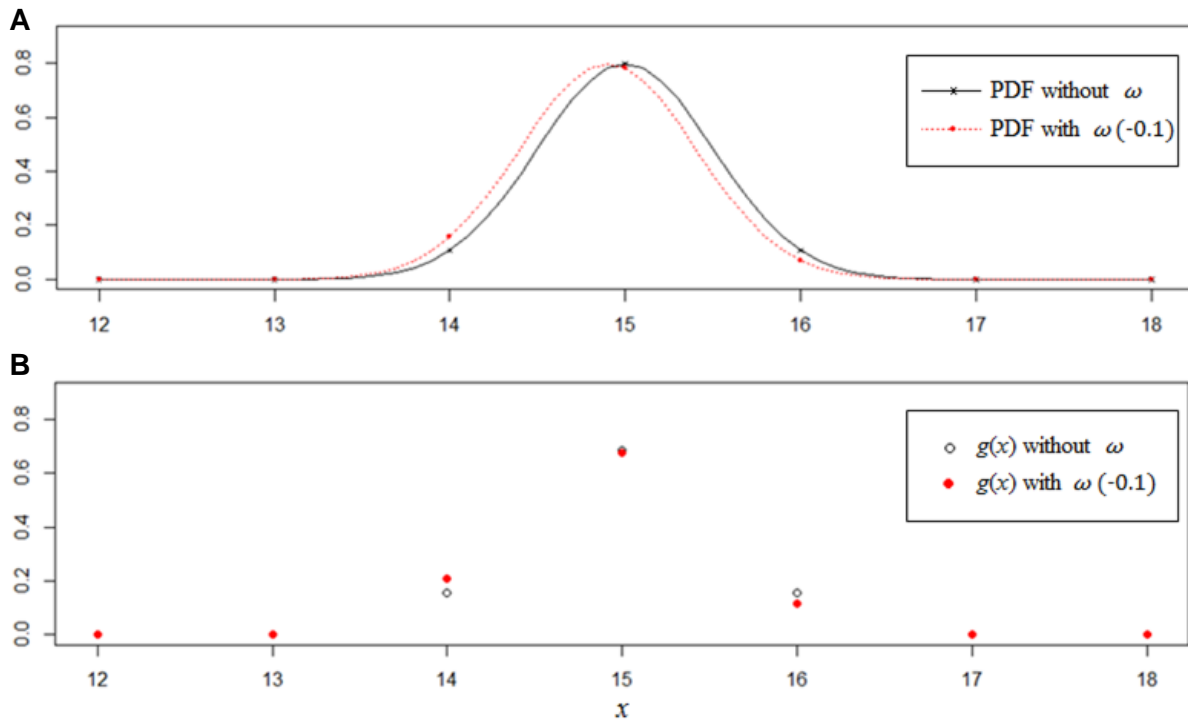 A
0.8
0.6
0.4
0.2
0.0
PDF without ω
PDF with ω (-0.1)
12 13 14 15 16 17 18
B
0.8
0.6
0.4
0.2
0.0
g(x) without ω
g(x) with ω (-0.1)
12 13 14 15 16 17 18
x